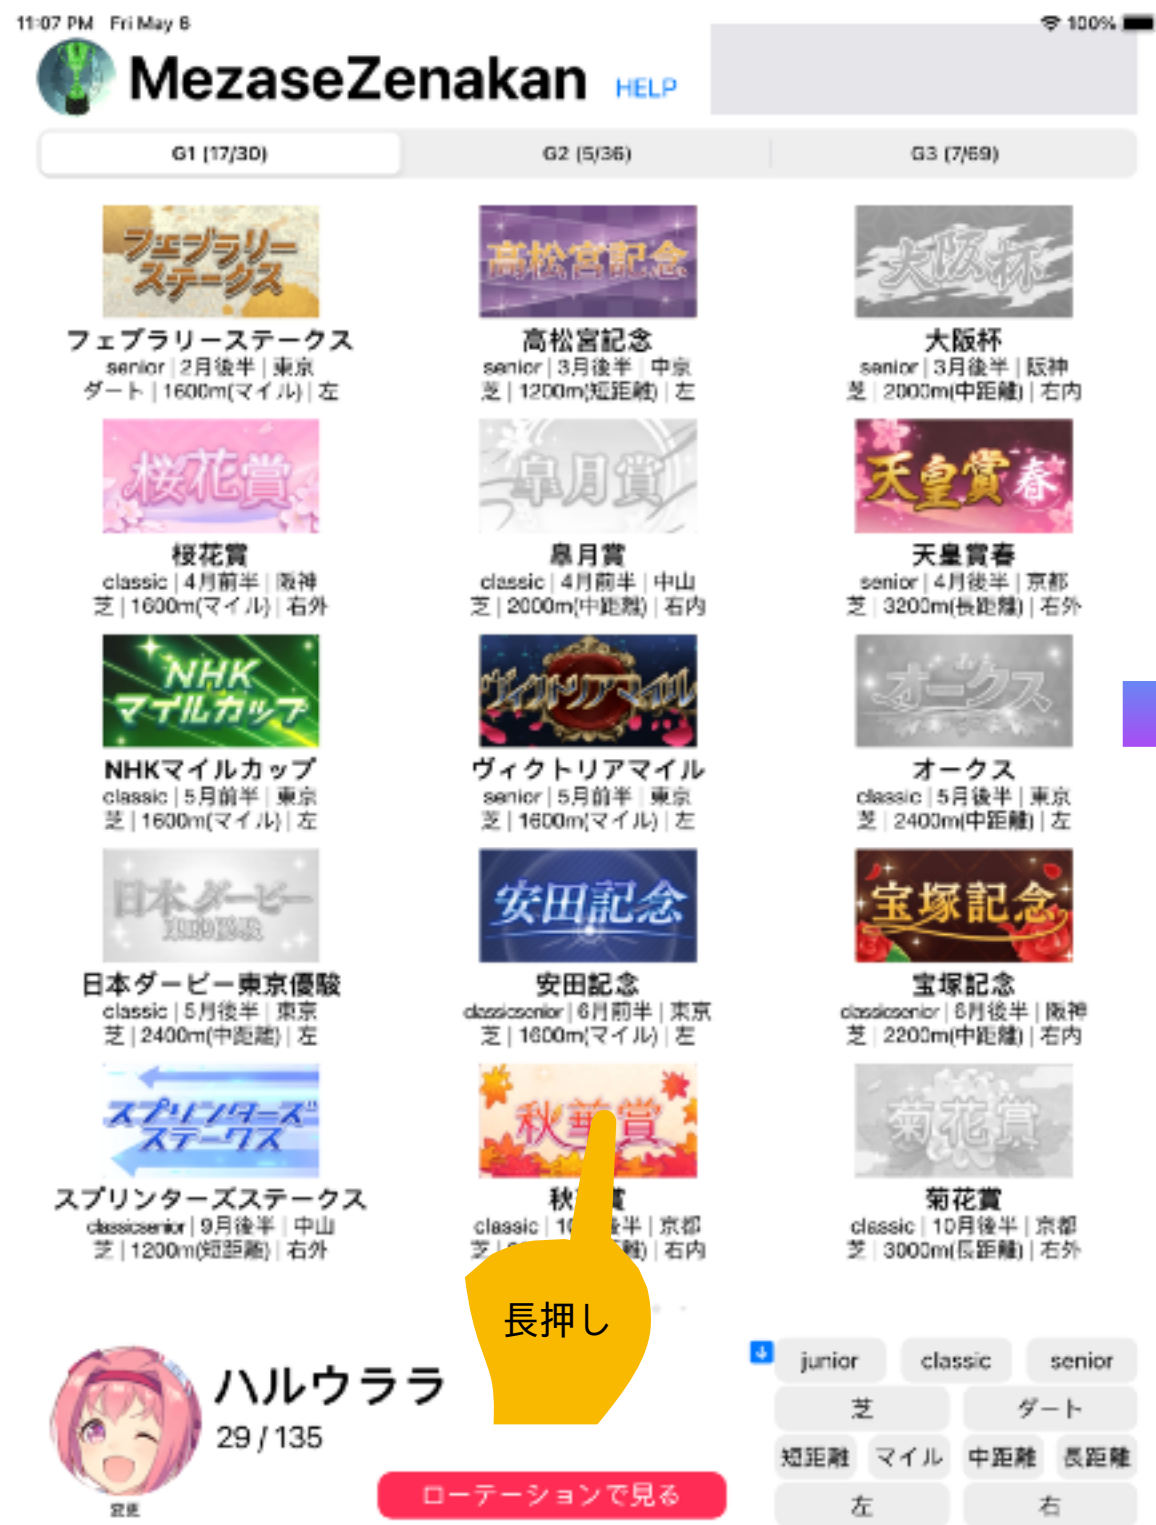 11:07 PM Fri May 6
100%
MezaseZenakan HELP
G1 (17/30) G2 (5/36) G3 (7/69)
フェブラリー
ステークス
高松宮記念
大阪杯
フェブラリーステークス
senior | 2月後半 | 東京
ダート | 1600m(マイル) | 左
高松宮記念
senior | 3月後半 | 中京
芝 | 1200m(短距離) | 左
大阪杯
senior | 3月後半 | 阪神
芝 | 2000m(中距離) | 右内
桜花賞
皐月賞
天皇賞 春
桜花賞
classic | 4月前半 | 阪神
芝 | 1600m(マイル) | 右外
皐月賞
classic | 4月前半 | 中山
芝 | 2000m(中距離) | 右内
天皇賞春
senior | 4月後半 | 京都
芝 | 3200m(長距離) | 右外
NHK
マイルカップ
ヴィクトリアマイル
オークス
NHKマイルカップ
classic | 5月前半 | 東京
芝 | 1600m(マイル) | 左
ヴィクトリアマイル
senior | 5月前半 | 東京
芝 | 1600m(マイル) | 左
オークス
classic | 5月後半 | 東京
芝 | 2400m(中距離) | 左
日本ダービー
東京優駿
安田記念
宝塚記念
日本ダービー東京優駿
classic | 5月後半 | 東京
芝 | 2400m(中距離) | 左
安田記念
classicsenior | 6月前半 | 東京
芝 | 1600m(マイル) | 左
宝塚記念
classicsenior | 6月後半 | 阪神
芝 | 2200m(中距離) | 右内
スプリンターズ
ステークス
秋華賞
菊花賞
スプリンターズステークス
classicsenior | 9月後半 | 中山
芝 | 1200m(短距離) | 右外
秋 賞
classic | 10 後半 | 京都
芝 | 右内
菊花賞
classic | 10月後半 | 京都
芝 | 3000m(長距離) | 右外
長押し
ハルウララ
29 / 135
変更
ローテーションで見る
junior classic senior
芝 ダート
短距離 マイル 中距離 長距離
左 右